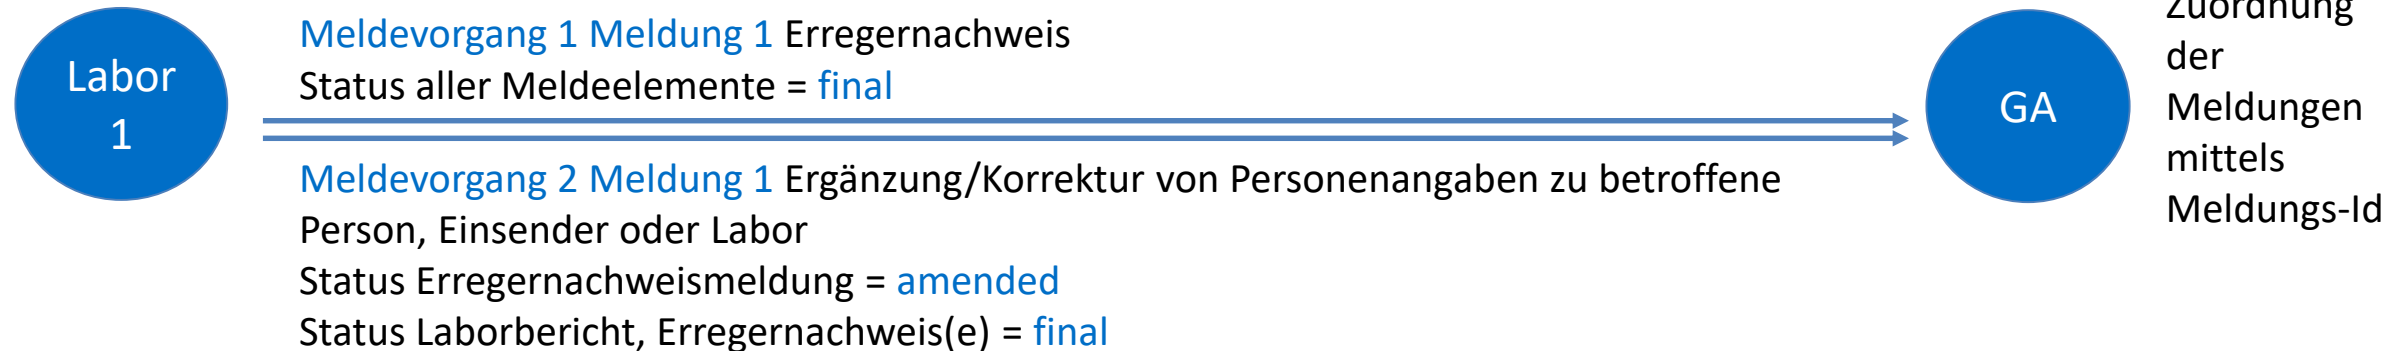 Labor
1
Meldevorgang 1 Meldung 1 Erregernachweis
Status aller Meldeelemente = final
Meldevorgang 2 Meldung 1 Ergänzung/Korrektur von Personenangaben zu betroffene
Person, Einsender oder Labor
Status Erregernachweismeldung = amended
Status Laborbericht, Erregernachweis(e) = final
GA
Zuordnung
der
Meldungen
mittels
Meldungs-Id